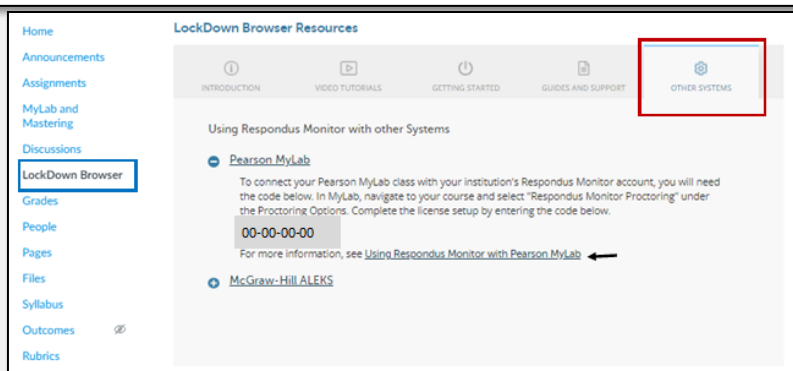 Home
Announcements
Assignments
MyLab and
Mastering
Discussions
LockDown Browser
Grades
People
Pages
Files
Syllabus
Outcomes
Rubrics
LockDown Browser Resources
INTRODUCTION
VIDEO TUTORIALS
GETTING STARTED
GUIDES AND SUPPORT
OTHER SYSTEMS
Using Respondus Monitor with other Systems
Pearson MyLab
To connect your Pearson MyLab class with your institution's Respondus Monitor account, you will need
the code below. In MyLab, navigate to your course and select "Respondus Monitor Proctoring" under
the Proctoring Options. Complete the license setup by entering the code below.
00-00-00-00
For more information, see Using Respondus Monitor with Pearson MyLab
McGraw-Hill ALEKS